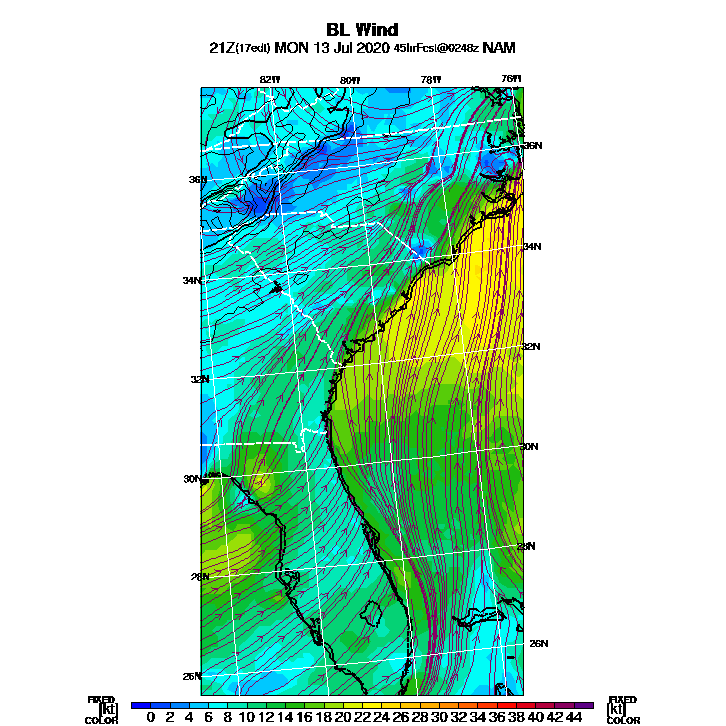 BL Wind
21Z(17edt) MON 13 Jul 2020 45hrFcst@0248z NAM
82W 80W 78W 76W
36N
36N
34N
34N
32N
32N
30N
30N
28N
28N
26N
26N
FIXED FIXED
[kt] 0 2 4 6 8 10 12 14 16 18 20 22 24 26 28 30 32 34 36 38 40 42 44 [kt]
COLOR COLOR